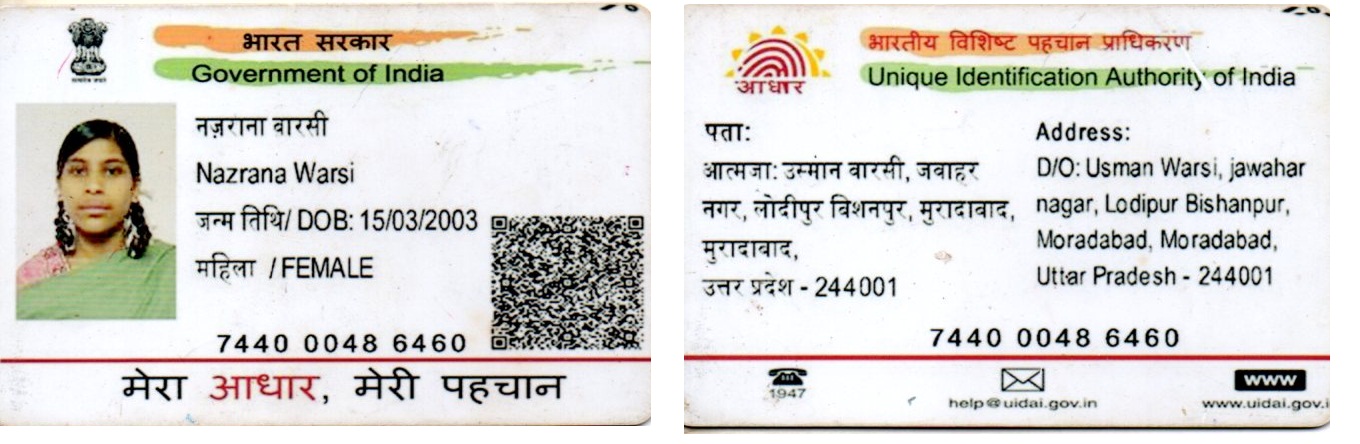 भारत सरकार
Government of India
नज़राना वारसी
Nazrana Warsi
जन्म तिथि/ DOB: 15/03/2003
महिला / FEMALE
7440 0048 6460
मेरा आधार, मेरी पहचान
भारतीय विशिष्ट पहचान प्राधिकरण
Unique Identification Authority of India
आधार
पता:
आत्मजा: उस्मान वारसी, जवाहर
नगर, लोदीपुर विशनपुर, मुरादाबाद,
मुरादाबाद,
उत्तर प्रदेश - 244001
Address:
D/O: Usman Warsi, jawahar
nagar, Lodipur Bishanpur,
Moradabad, Moradabad,
Uttar Pradesh - 244001
7440 0048 6460
1947
help@uidai.gov.in
www
www.uidai.gov.i